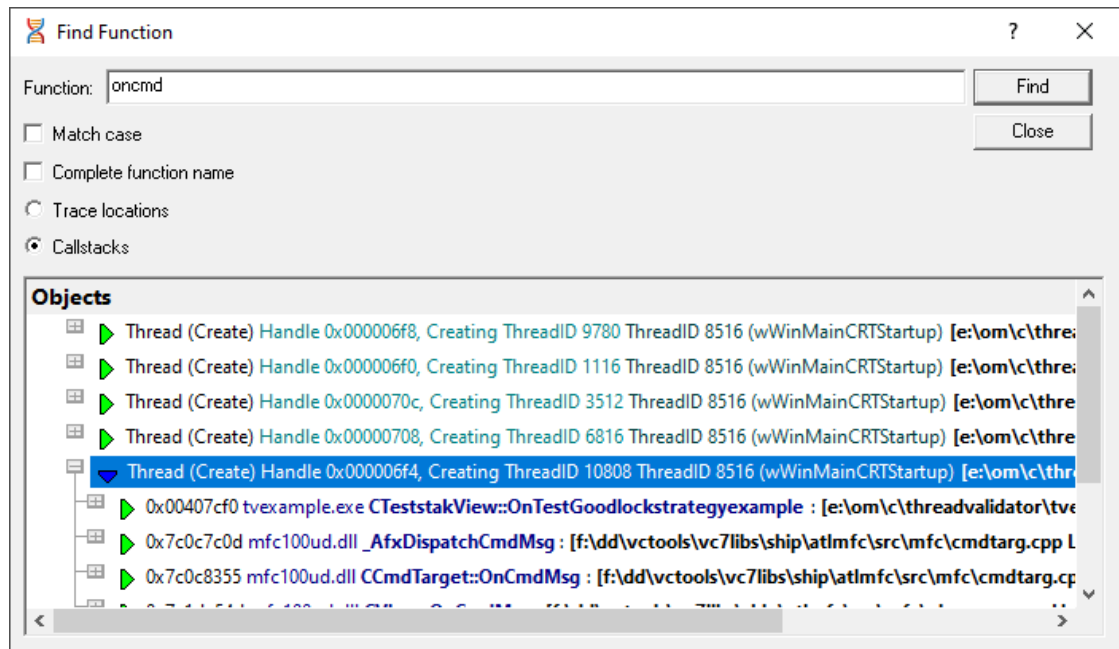 Find Function
?
Function: oncmd
Find
Match case
Close
Complete function name
Trace locations
Callstacks
Objects
Thread (Create) Handle 0x000006f8, Creating ThreadID 9780 ThreadID 8516 (wWinMainCRTStartup) [e:\om\c\threa
Thread (Create) Handle 0x000006f0, Creating ThreadID 1116 ThreadID 8516 (wWinMainCRTStartup) [e:\om\c\threa
Thread (Create) Handle 0x0000070c, Creating ThreadID 3512 ThreadID 8516 (wWinMainCRTStartup) [e:\om\c\thre
Thread (Create) Handle 0x00000708, Creating ThreadID 6816 ThreadID 8516 (wWinMainCRTStartup) [e:\om\c\thre
Thread (Create) Handle 0x000006f4, Creating ThreadID 10808 ThreadID 8516 (wWinMainCRTStartup) [e:\om\c\thr
0x00407cf0 tvexample.exe CTeststakView::OnTestGoodlockstrategyexample : [e:\om\c\threadvalidator\tve
0x7c0c7c0d mfc100ud.dll _AfxDispatchCmdMsg : [f:\dd\vctools\vc7libs\ship\atlmfc\src\mfc\cmdtarg.cpp L
0x7c0c8355 mfc100ud.dll CCmdTarget::OnCmdMsg : [f:\dd\vctools\vc7libs\ship\atlmfc\src\mfc\cmdtarg.cp